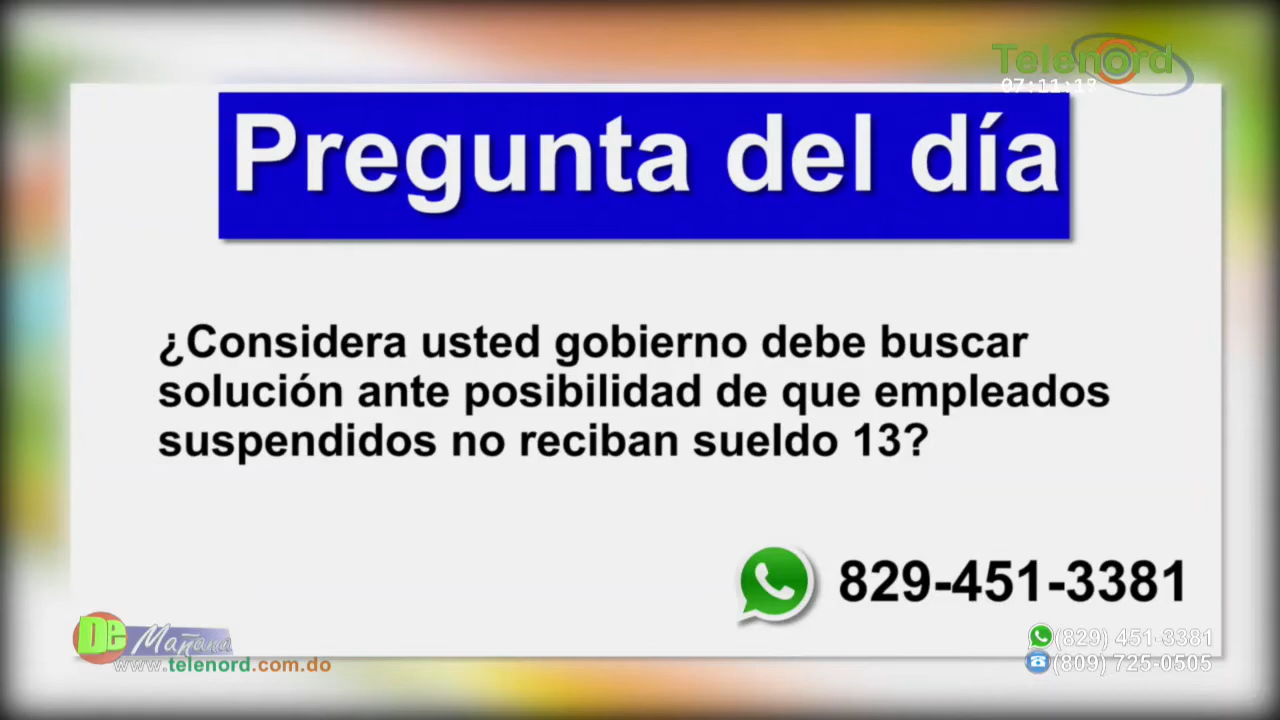 Telenord
07:11:19
Pregunta del día
¿Considera usted gobierno debe buscar
solución ante posibilidad de que empleados
suspendidos no reciban sueldo 13?
829-451-3381
De Mañana
www.telenord.com.do
(829) 451-3381
(809) 725-0505